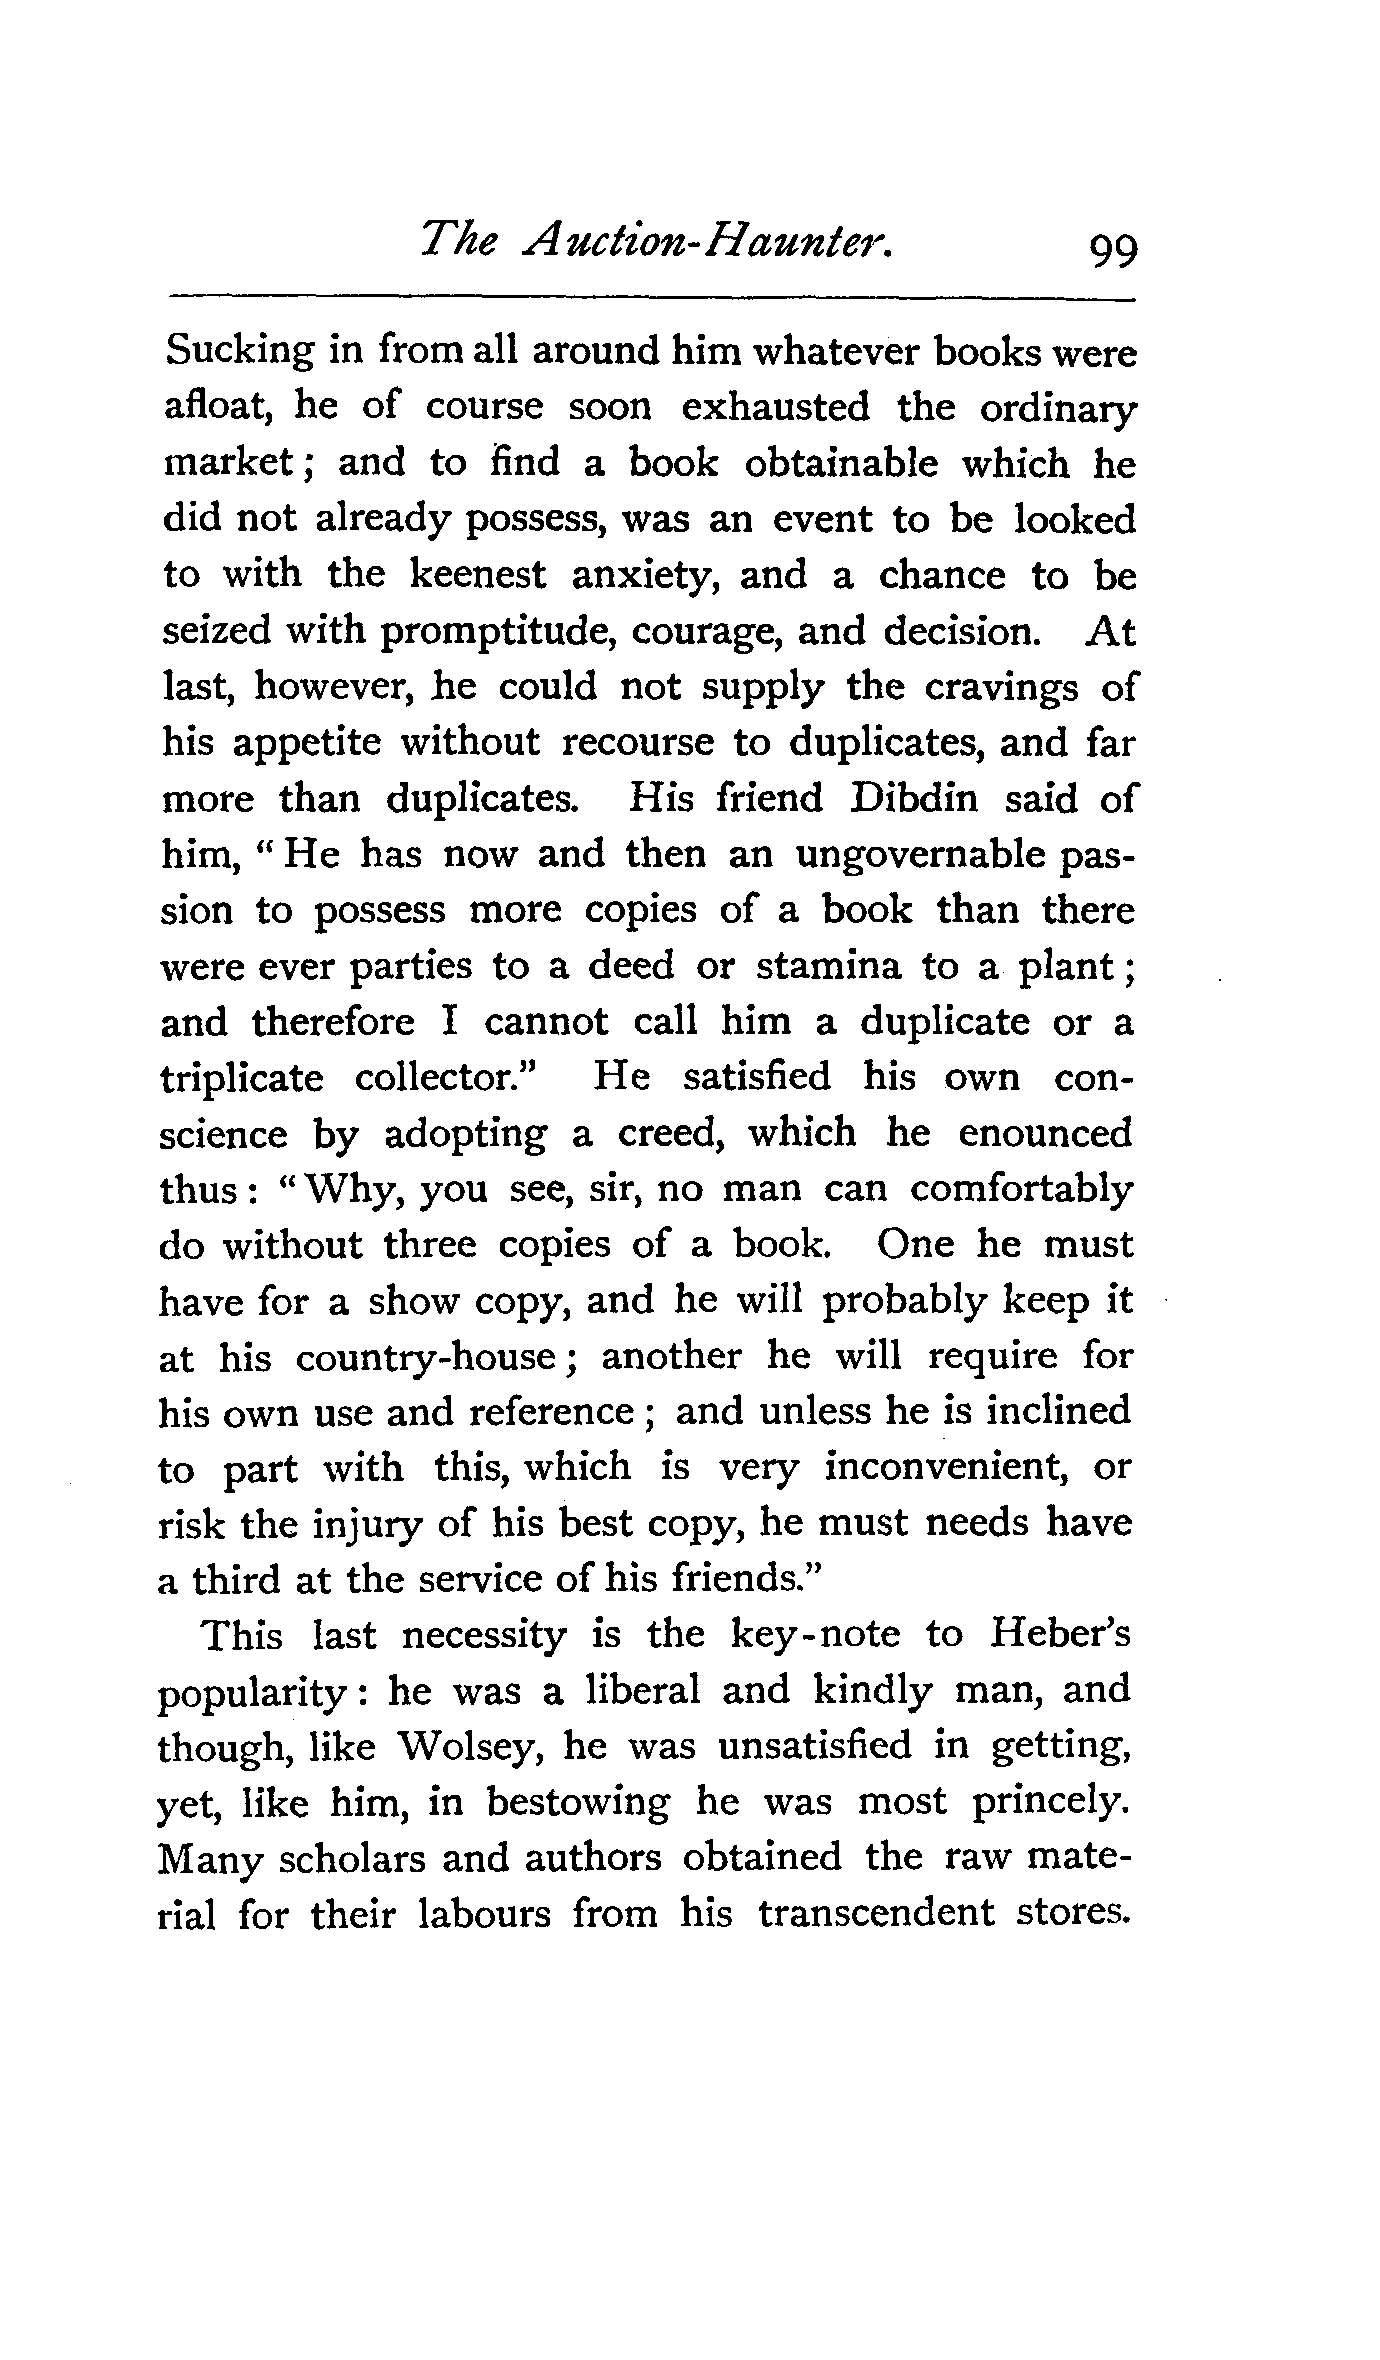 The Auction-Haunter. 99
Sucking in from all around him whatever books were
afloat, he of course soon exhausted the ordinary
market ; and to find a book obtainable which he
did not already possess, was an event to be looked
to with the keenest anxiety, and a chance to be
seized with promptitude, courage, and decision. At
last, however, he could not supply the cravings of
his appetite without recourse to duplicates, and far
more than duplicates. His friend Dibdin said of
him, “ He has now and then an ungovernable pas-
sion to possess more copies of a book than there
were ever parties to a deed or stamina to a plant ;
and therefore I cannot call him a duplicate or a
triplicate collector.” He satisfied his own con-
science by adopting a creed, which he enounced
thus : “ Why, you see, sir, no man can comfortably
do without three copies of a book. One he must
have for a show copy, and he will probably keep it
at his country-house ; another he will require for
his own use and reference ; and unless he is inclined
to part with this, which is very inconvenient, or
risk the injury of his best copy, he must needs have
a third at the service of his friends.”
This last necessity is the key-note to Heber’s
popularity : he was a liberal and kindly man, and
though, like Wolsey, he was unsatisfied in getting,
yet, like him, in bestowing he was most princely.
Many scholars and authors obtained the raw mate-
rial for their labours from his transcendent stores.